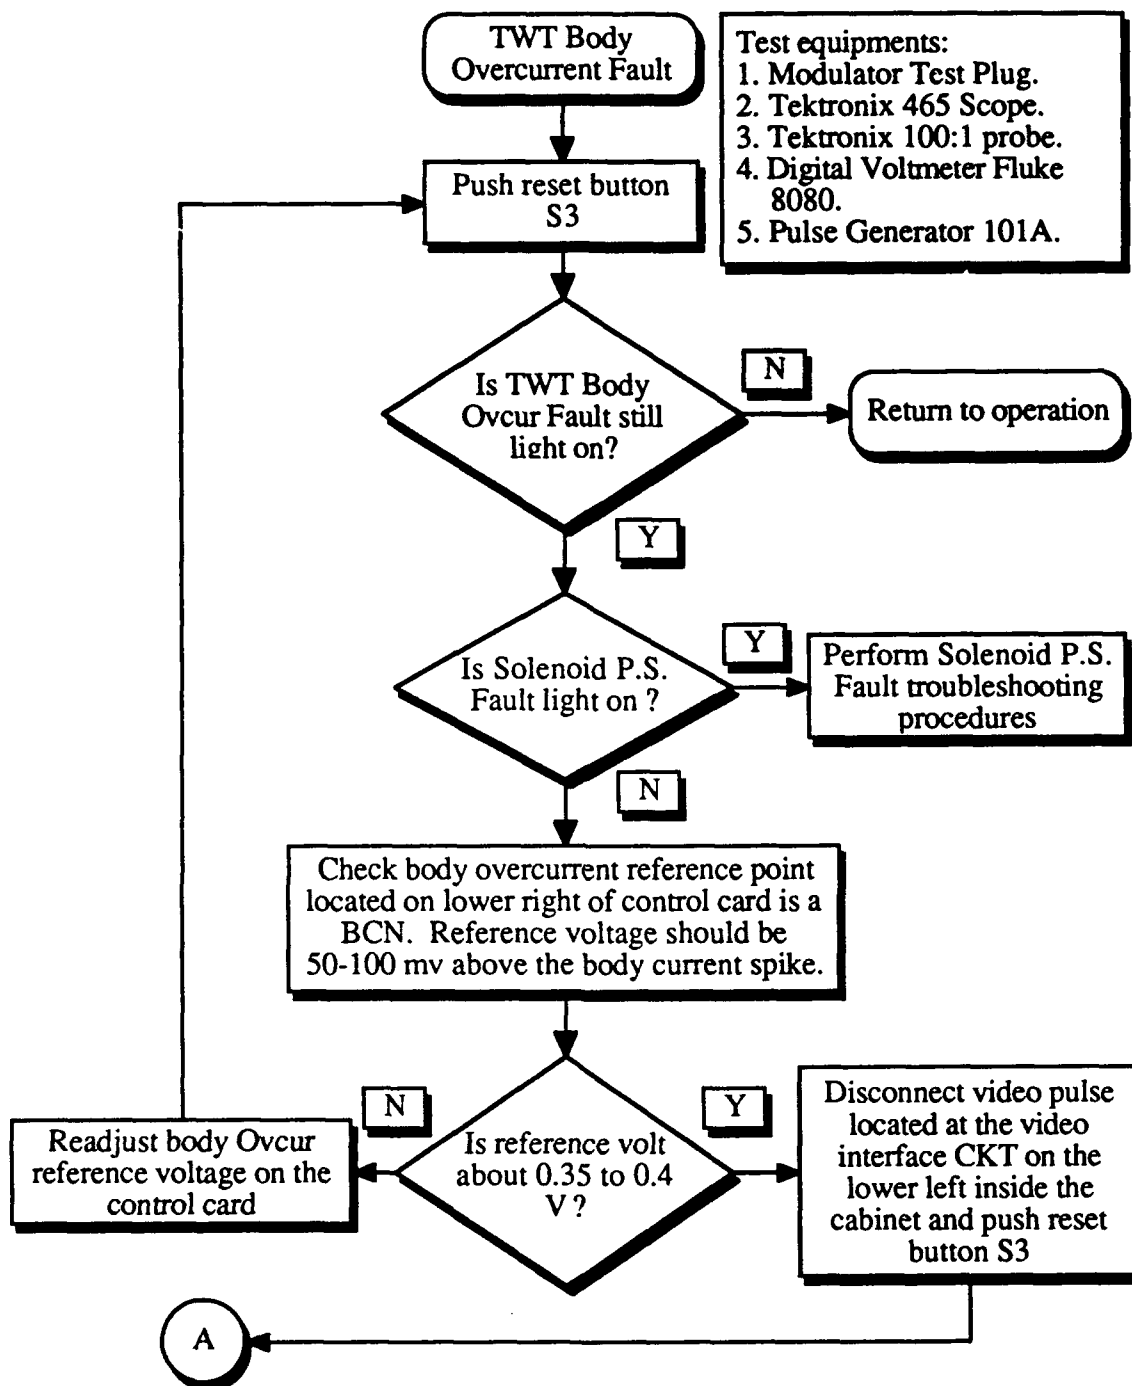 TWT Body
Overcurrent Fault
Test equipments:
1. Modulator Test Plug.
2. Tektronix 465 Scope.
3. Tektronix 100:1 probe.
4. Digital Voltmeter Fluke
8080.
5. Pulse Generator 101A.
Push reset button
S3
Is TWT Body
Ovcur Fault still
light on?
N
Return to operation
Y
Is Solenoid P.S.
Fault light on ?
Y
Perform Solenoid P.S.
Fault troubleshooting
procedures
N
Check body overcurrent reference point
located on lower right of control card is a
BCN. Reference voltage should be
50-100 mv above the body current spike.
Is reference volt
about 0.35 to 0.4
V ?
N
Readjust body Ovcur
reference voltage on the
control card
Y
Disconnect video pulse
located at the video
interface CKT on the
lower left inside the
cabinet and push reset
button S3
A